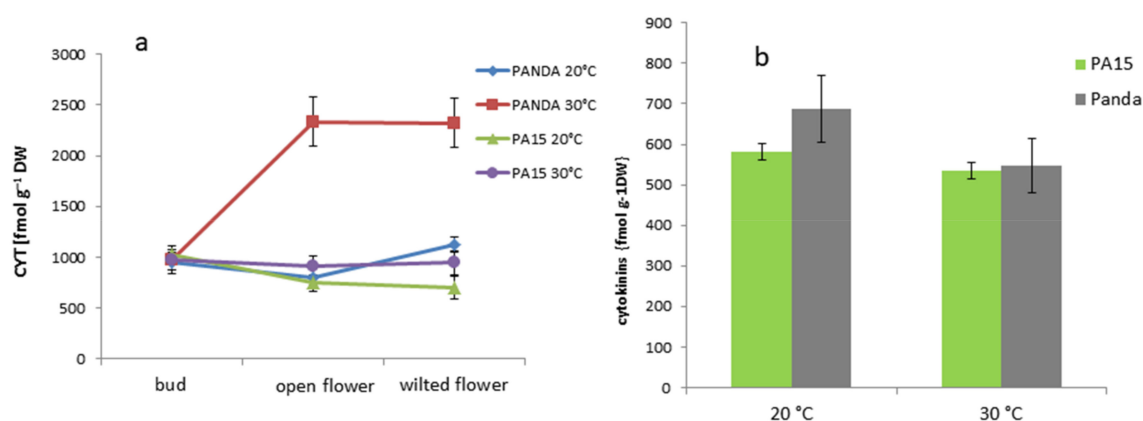 a
3000
2500
2000
1500
1000
500
0
CYT [fmol g⁻¹ DW
bud
open flower
wilted flower
PANDA 20°C
PANDA 30°C
PA15 20°C
PA15 30°C
b
900
800
700
600
500
400
300
200
100
0
cytokinins {fmol g-1DW}
20 °C
30 °C
PA15
Panda